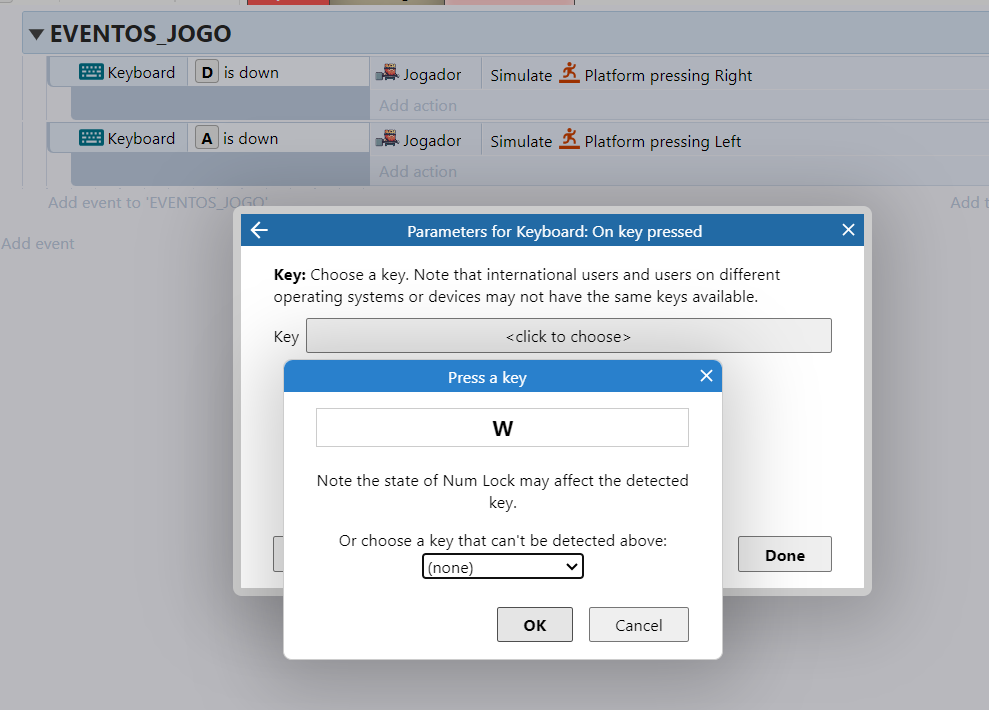 EVENTOS_JOGO
Keyboard D is down Jogador Simulate Platform pressing Right
Add action
Keyboard A is down Jogador Simulate Platform pressing Left
Add action
Add event to 'EVENTOS_JOGO' Add t
Add event
Parameters for Keyboard: On key pressed
Key: Choose a key. Note that international users and users on different
operating systems or devices may not have the same keys available.
Key <click to choose>
Press a key
W
Note the state of Num Lock may affect the detected
key.
Or choose a key that can't be detected above:
(none)
Done
OK Cancel